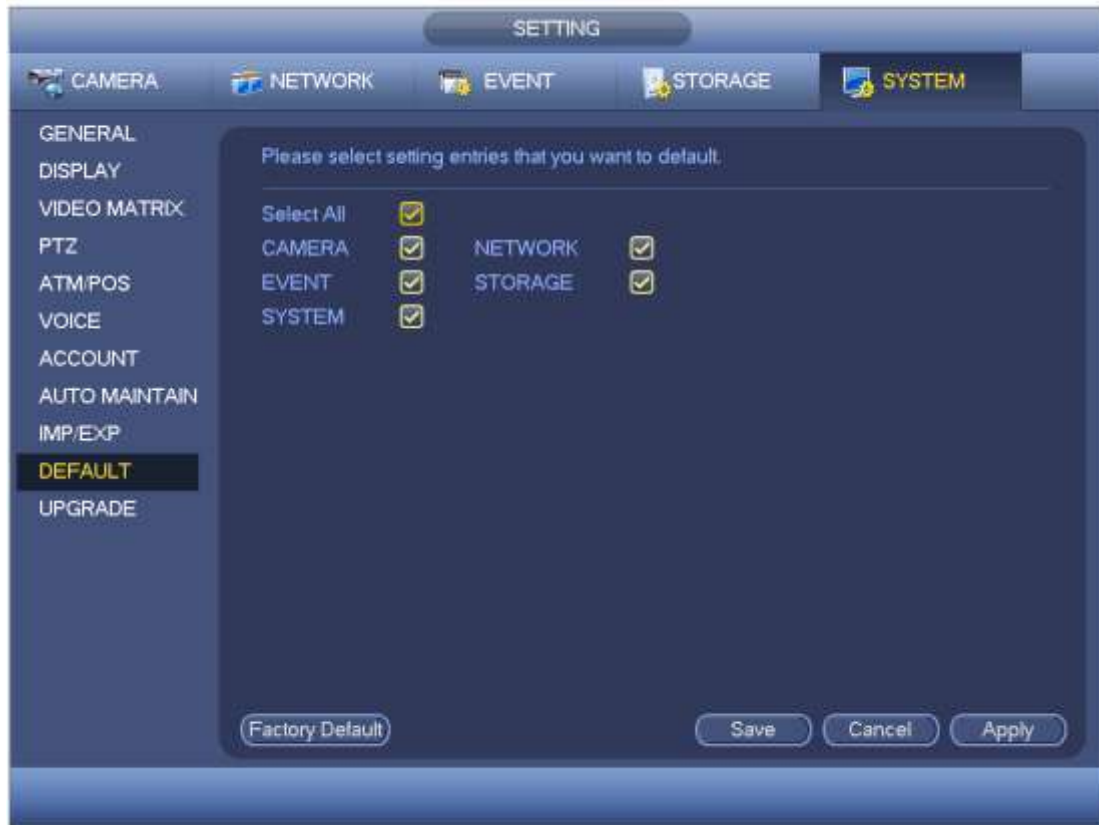 SETTING
CAMERA NETWORK EVENT STORAGE SYSTEM
GENERAL
DISPLAY
VIDEO MATRIX
PTZ
ATM/POS
VOICE
ACCOUNT
AUTO MAINTAIN
IMP/EXP
DEFAULT
UPGRADE
Please select setting entries that you want to default.
Select All
CAMERA NETWORK
EVENT STORAGE
SYSTEM
Factory Default Save Cancel Apply